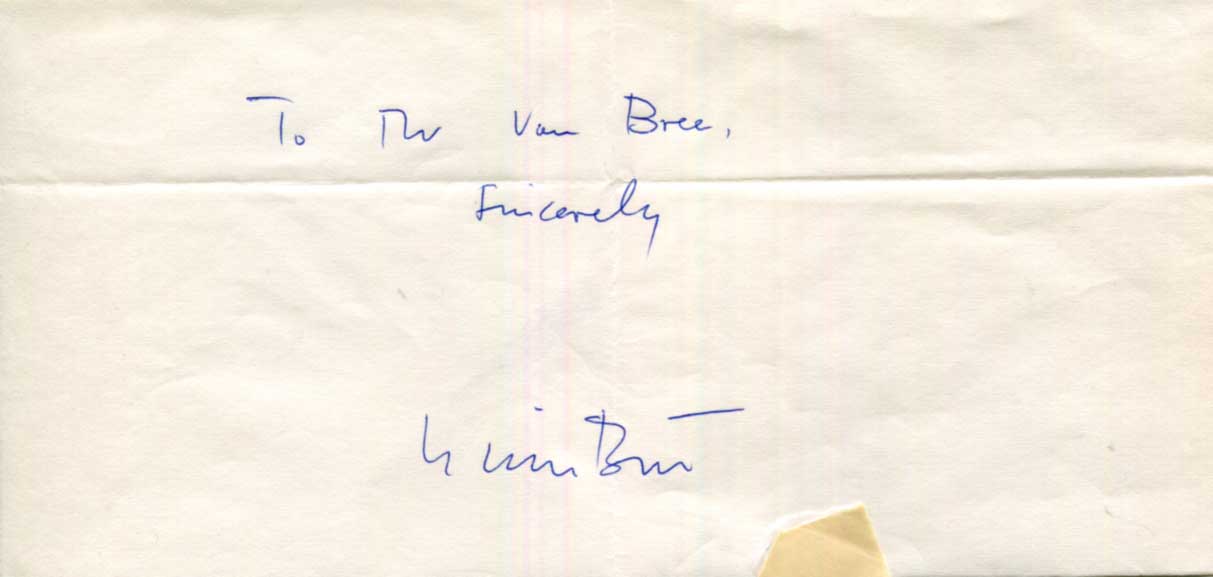 To Mr Van Bree,
Sincerely